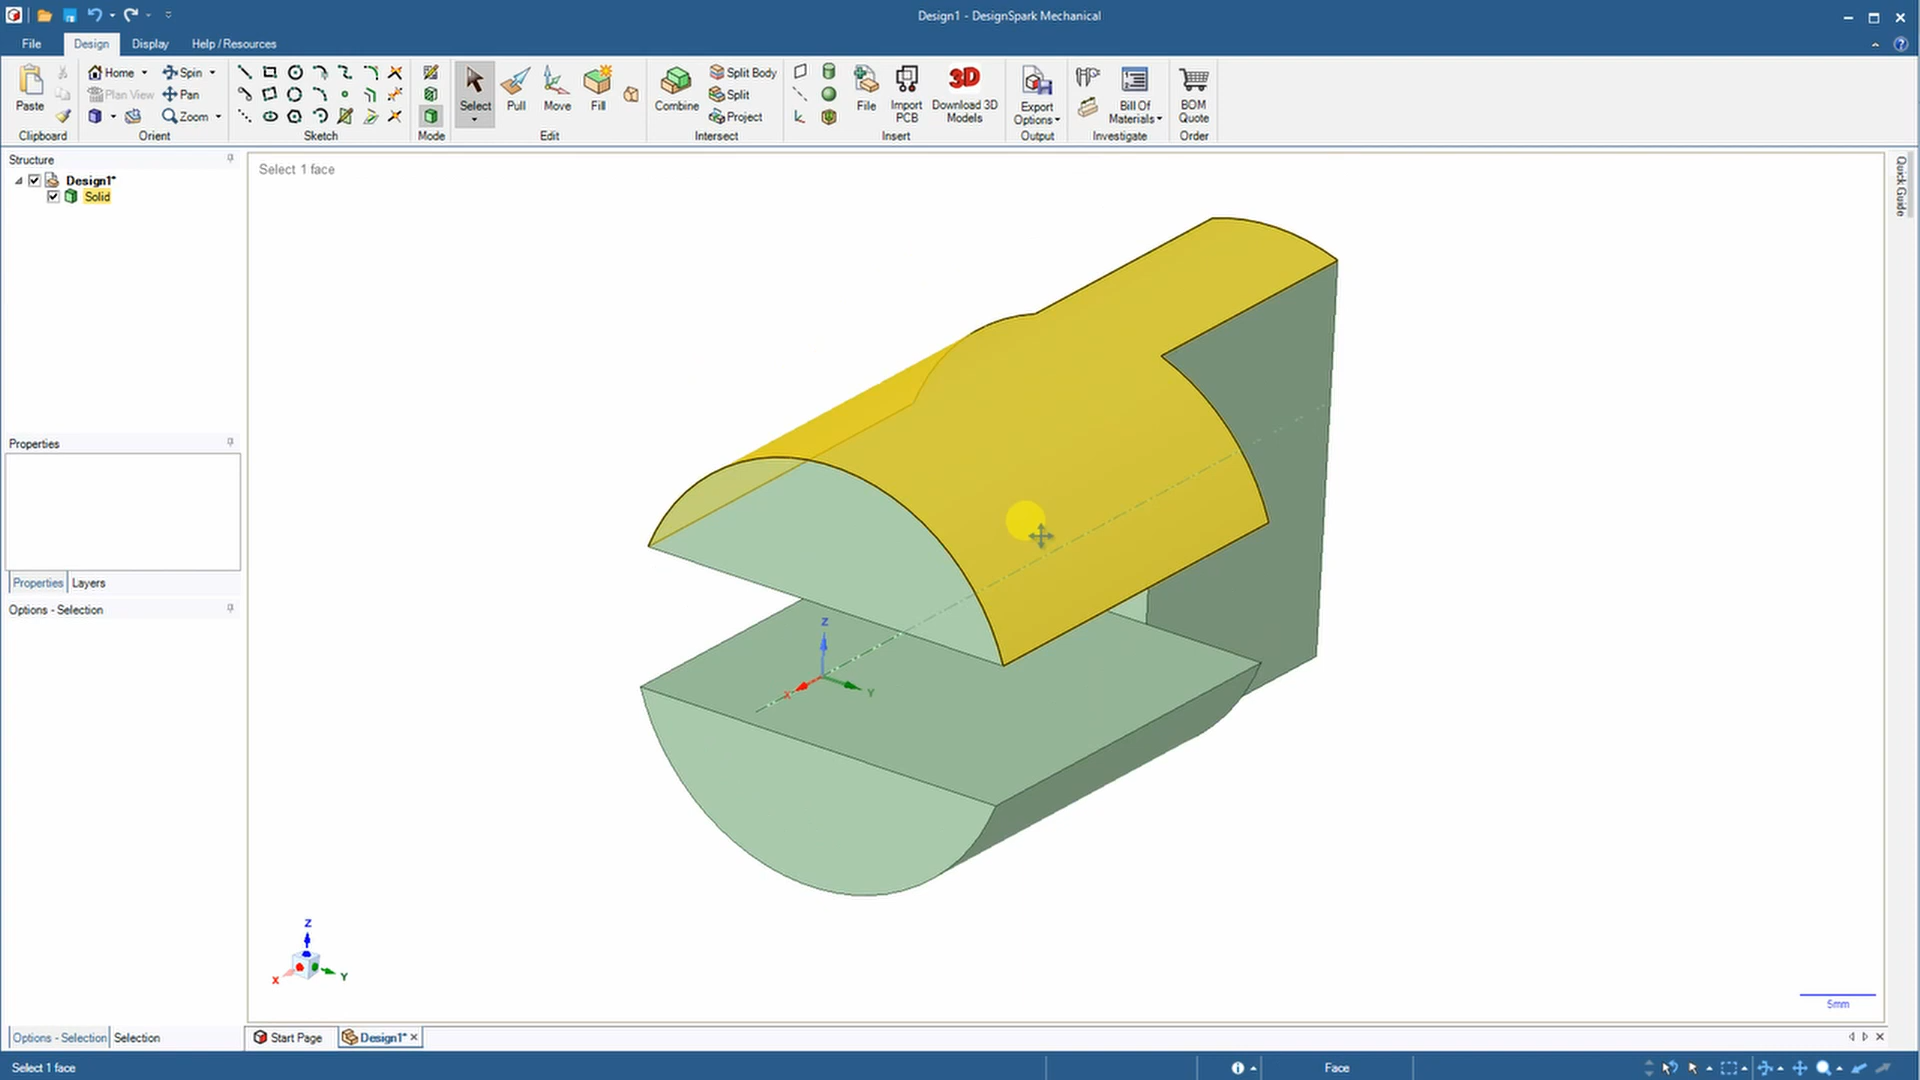 Design1 - DesignSpark Mechanical
File Design Display Help / Resources
Paste
Clipboard
Home Spin
Plan View Pan
Zoom
Orient
Sketch
Mode
Select Pull Move Fill
Edit
Combine
Split Body
Split
Project
Intersect
File
Import PCB
3D
Download 3D Models
Insert
Export Options
Output
Bill Of Materials
Investigate
BOM Quote
Order
Structure
Design1*
Solid
Properties
Properties Layers
Options - Selection
Select 1 face
Quick Guide
Z
X
Y
Z
X
Y
5mm
Options - Selection Selection
Start Page Design1*
Select 1 face
Face